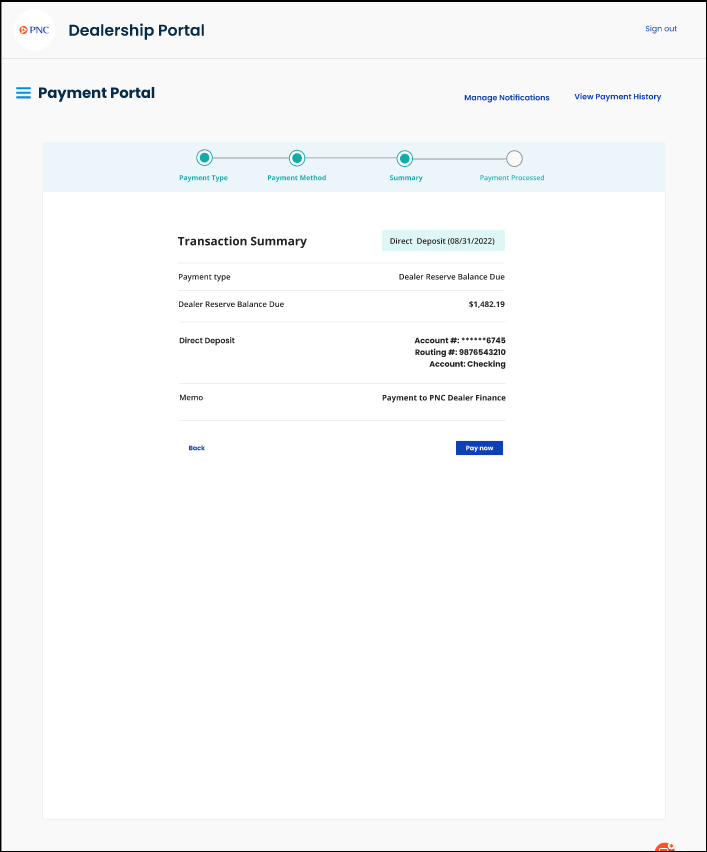 PNC
Dealership Portal
Sign out
Payment Portal
Manage Notifications
View Payment History
Payment Type
Payment Method
Summary
Payment Processed
Transaction Summary
Direct Deposit (08/31/2022)
Payment type
Dealer Reserve Balance Due
Dealer Reserve Balance Due
$1,482.19
Direct Deposit
Account #: ******6745
Routing #: 9876543210
Account: Checking
Memo
Payment to PNC Dealer Finance
Back
Pay now